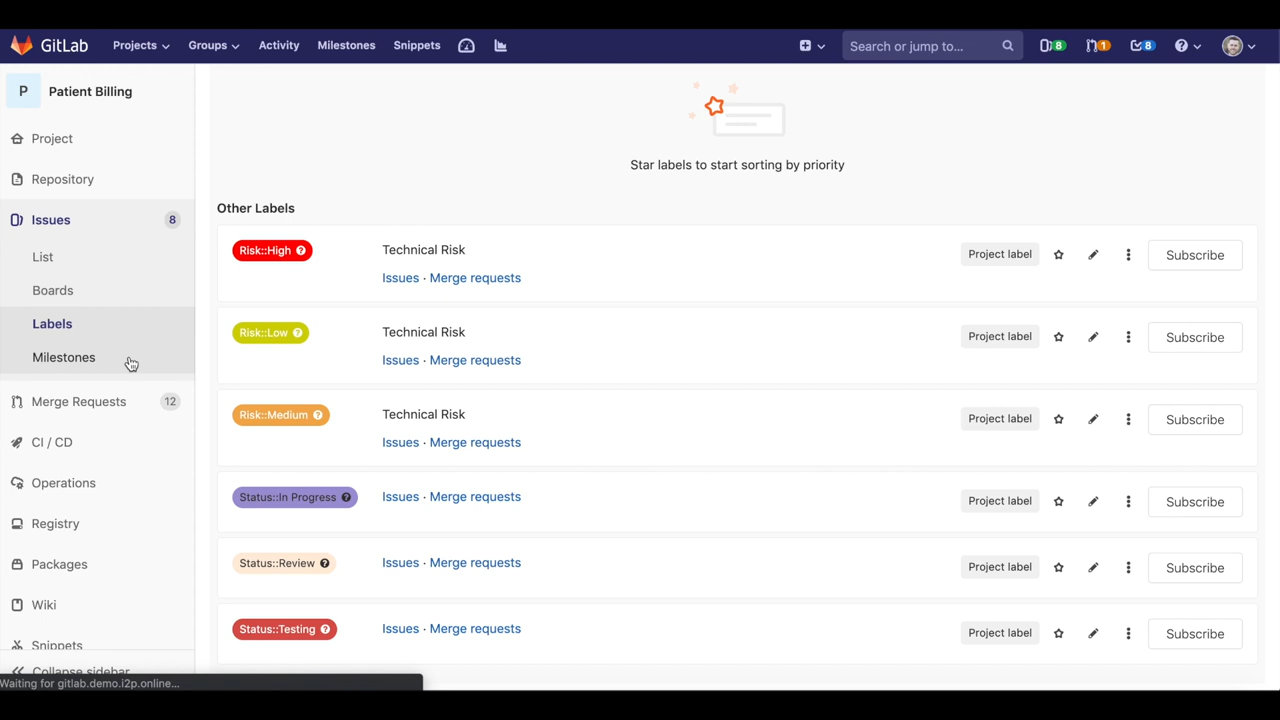 GitLab Projects Groups Activity Milestones Snippets Search or jump to... 8 1 8
P Patient Billing
Project
Repository
Issues 8
List
Boards
Labels
Milestones
Merge Requests 12
CI / CD
Operations
Registry
Packages
Wiki
Snippets
Collapse sidebar
Waiting for gitlab.demo.i2p.online...
Star labels to start sorting by priority
Other Labels
Risk::High ? Technical Risk Project label Subscribe
Issues · Merge requests
Risk::Low ? Technical Risk Project label Subscribe
Issues · Merge requests
Risk::Medium ? Technical Risk Project label Subscribe
Issues · Merge requests
Status::In Progress ? Issues · Merge requests Project label Subscribe
Status::Review ? Issues · Merge requests Project label Subscribe
Status::Testing ? Issues · Merge requests Project label Subscribe